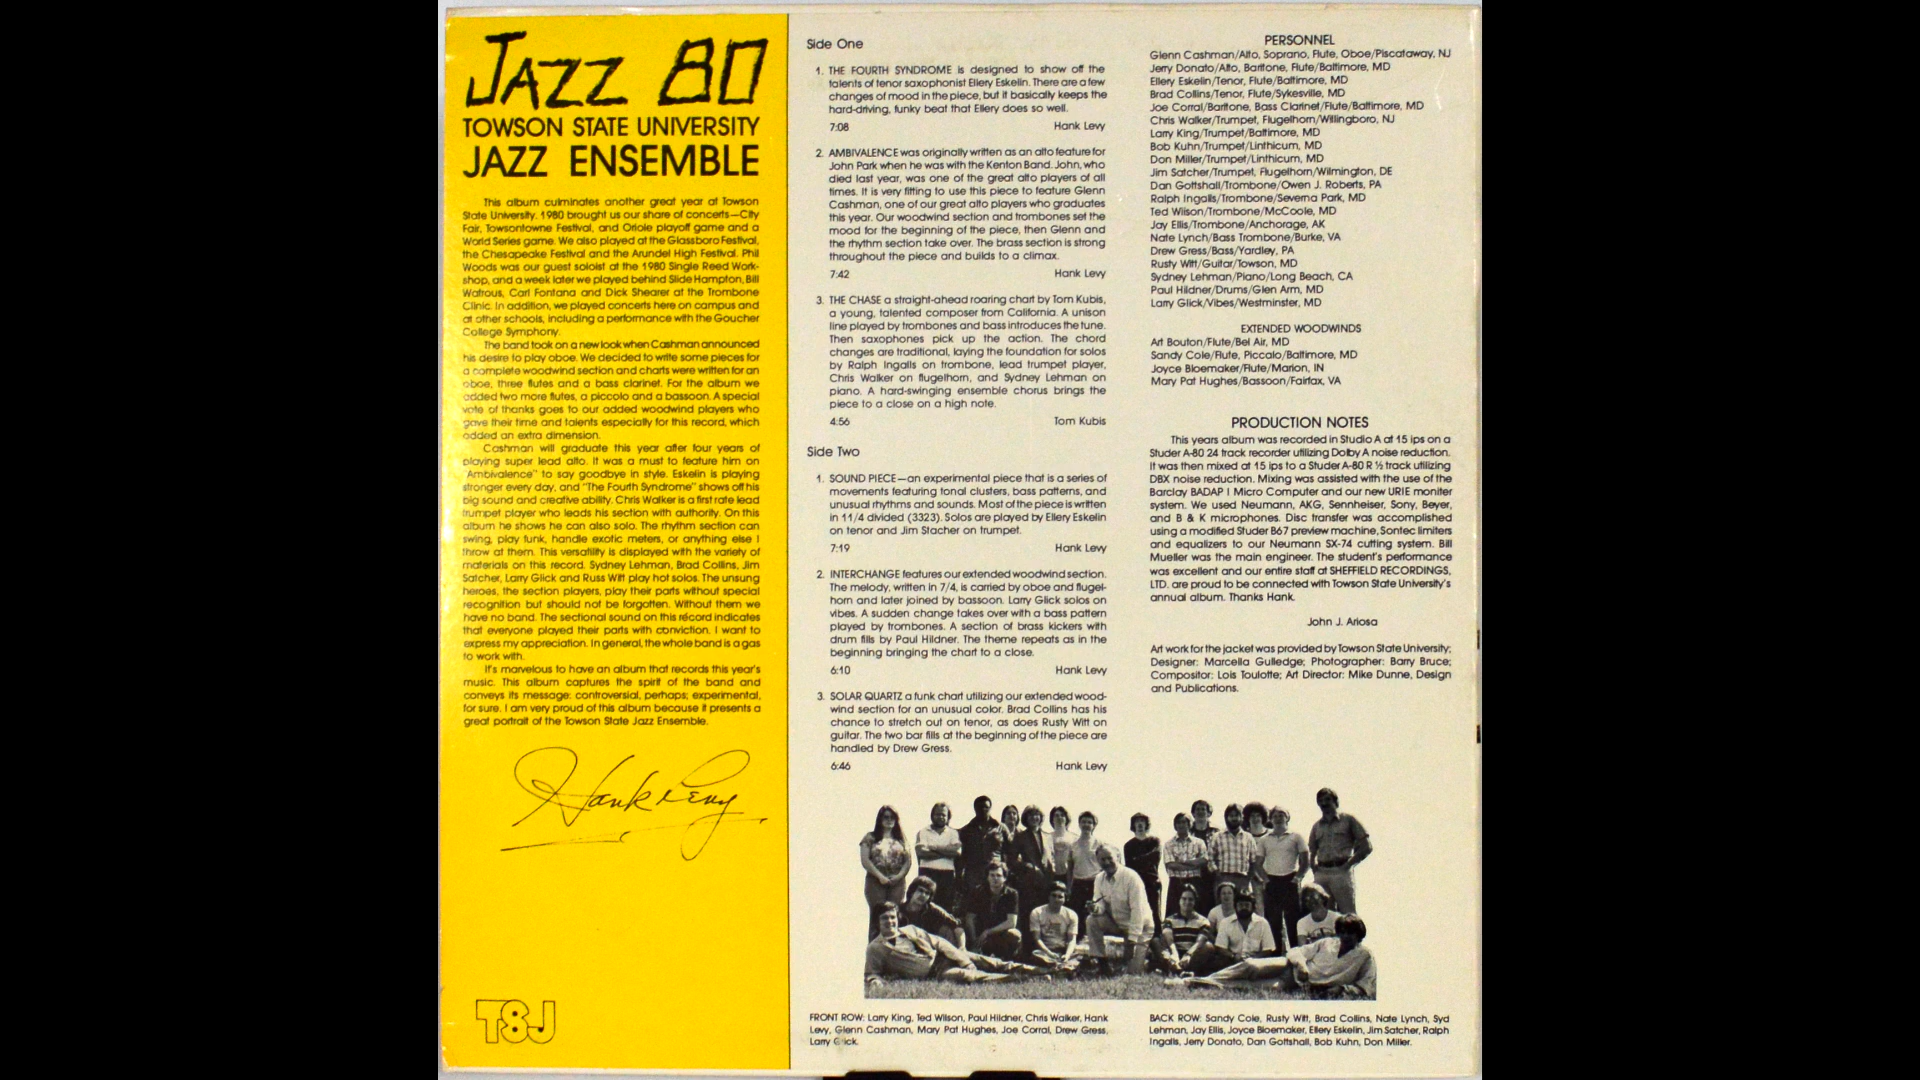 JAZZ 80
TOWSON STATE UNIVERSITY
JAZZ ENSEMBLE
This album culminates another great year at Towson
State University. 1980 brought us our share of concerts—City
Fair, Towsontowne Festival, and Oriole playoff game and a
World Series game. We also played at the Glassboro Festival,
the Chesapeake Festival and the Arundel High Festival. Phil
Woods was our guest soloist at the 1980 Single Reed Work-
shop, and a week later we played behind Slide Hampton, Bill
Watrous, Carl Fontana and Dick Shearer at the Trombone
Clinic. In addition, we played concerts here on campus and
at other schools, including a performance with the Goucher
College Symphony.
The band took on a new look when Cashman announced
his desire to play oboe. We decided to write some pieces for
a complete woodwind section and charts were written for an
oboe, three flutes and a bass clarinet. For the album we
added two more flutes, a piccolo and a bassoon. A special
vote of thanks goes to our added woodwind players who
gave their time and talents especially for this record, which
added an extra dimension.
Cashman will graduate this year after four years of
playing super lead alto. It was a must to feature him on
"Ambivalence" to say goodbye in style. Eskelin is playing
stronger every day, and "The Fourth Syndrome" shows off his
big sound and creative ability. Chris Walker is a first rate lead
trumpet player who leads his section with authority. On this
album he shows he can also solo. The rhythm section can
swing, play funk, handle exotic meters, or anything else I
throw at them. This versatility is displayed with the variety of
materials on this record. Sydney Lehman, Brad Collins, Jim
Satcher, Larry Glick and Russ Witt play hot solos. The unsung
heroes, the section players, play their parts without special
recognition but should not be forgotten. Without them we
have no band. The sectional sound on this record indicates
that everyone played their parts with conviction. I want to
express my appreciation. In general, the whole band is a gas
to work with.
It's marvelous to have an album that records this year's
music. This album captures the spirit of the band and
conveys its message: controversial, perhaps; experimental,
for sure. I am very proud of this album because it presents a
great portrait of the Towson State Jazz Ensemble.
Hank Levy
TSJ
Side One
1. THE FOURTH SYNDROME is designed to show off the
talents of tenor saxophonist Ellery Eskelin. There are a few
changes of mood in the piece, but it basically keeps the
hard-driving, funky beat that Ellery does so well.
7:08 Hank Levy
2. AMBIVALENCE was originally written as an alto feature for
John Park when he was with the Kenton Band. John, who
died last year, was one of the great alto players of all
times. It is very fitting to use this piece to feature Glenn
Cashman, one of our great alto players who graduates
this year. Our woodwind section and trombones set the
mood for the beginning of the piece, then Glenn and
the rhythm section take over. The brass section is strong
throughout the piece and builds to a climax.
7:42 Hank Levy
3. THE CHASE a straight-ahead roaring chart by Tom Kubis,
a young, talented composer from California. A unison
line played by trombones and bass introduces the tune.
Then saxophones pick up the action. The chord
changes are traditional, laying the foundation for solos
by Ralph Ingalls on trombone, lead trumpet player,
Chris Walker on flugelhorn, and Sydney Lehman on
piano. A hard-swinging ensemble chorus brings the
piece to a close on a high note.
4:56 Tom Kubis
Side Two
1. SOUND PIECE—an experimental piece that is a series of
movements featuring tonal clusters, bass patterns, and
unusual rhythms and sounds. Most of the piece is written
in 11/4 divided (3323). Solos are played by Ellery Eskelin
on tenor and Jim Stacher on trumpet.
7:19 Hank Levy
2. INTERCHANGE features our extended woodwind section.
The melody, written in 7/4, is carried by oboe and flugel-
horn and later joined by bassoon. Larry Glick solos on
vibes. A sudden change takes over with a bass pattern
played by trombones. A section of brass kickers with
drum fills by Paul Hildner. The theme repeats as in the
beginning bringing the chart to a close.
6:10 Hank Levy
3. SOLAR QUARTZ a funk chart utilizing our extended wood-
wind section for an unusual color. Brad Collins has his
chance to stretch out on tenor, as does Rusty Witt on
guitar. The two bar fills at the beginning of the piece are
handled by Drew Gress.
6:46 Hank Levy
PERSONNEL
Glenn Cashman/Alto, Soprano, Flute, Oboe/Piscataway, NJ
Jerry Donato/Alto, Baritone, Flute/Baltimore, MD
Ellery Eskelin/Tenor, Flute/Baltimore, MD
Brad Collins/Tenor, Flute/Sykesville, MD
Joe Corral/Baritone, Bass Clarinet/Flute/Baltimore, MD
Chris Walker/Trumpet, Flugelhorn/Willingboro, NJ
Larry King/Trumpet/Baltimore, MD
Bob Kuhn/Trumpet/Linthicum, MD
Don Miller/Trumpet/Linthicum, MD
Jim Satcher/Trumpet, Flugelhorn/Wilmington, DE
Dan Gottshall/Trombone/Owen J. Roberts, PA
Ralph Ingalls/Trombone/Severna Park, MD
Ted Wilson/Trombone/McCoole, MD
Jay Ellis/Trombone/Anchorage, AK
Nate Lynch/Bass Trombone/Burke, VA
Drew Gress/Bass/Yardley, PA
Rusty Witt/Guitar/Towson, MD
Sydney Lehman/Piano/Long Beach, CA
Paul Hildner/Drums/Glen Arm, MD
Larry Glick/Vibes/Westminster, MD
EXTENDED WOODWINDS
Art Bouton/Flute/Bel Air, MD
Sandy Cole/Flute, Piccalo/Baltimore, MD
Joyce Bloemaker/Flute/Marion, IN
Mary Pat Hughes/Bassoon/Fairfax, VA
PRODUCTION NOTES
This years album was recorded in Studio A at 15 ips on a
Studer A-80 24 track recorder utilizing Dolby A noise reduction.
It was then mixed at 15 ips to a Studer A-80 R ½ track utilizing
DBX noise reduction. Mixing was assisted with the use of the
Barclay BADAP I Micro Computer and our new URIE moniter
system. We used Neumann, AKG, Sennheiser, Sony, Beyer,
and B & K microphones. Disc transfer was accomplished
using a modified Studer B67 preview machine, Sontec limiters
and equalizers to our Neumann SX-74 cutting system. Bill
Mueller was the main engineer. The student's performance
was excellent and our entire staff at SHEFFIELD RECORDINGS,
LTD. are proud to be connected with Towson State University's
annual album. Thanks Hank.
John J. Ariosa
Art work for the jacket was provided by Towson State University;
Designer: Marcella Gulledge; Photographer: Barry Bruce;
Compositor: Lois Toulotte; Art Director: Mike Dunne, Design
and Publications.
FRONT ROW: Larry King, Ted Wilson, Paul Hildner, Chris Walker, Hank
Levy, Glenn Cashman, Mary Pat Hughes, Joe Corral, Drew Gress,
Larry Glick.
BACK ROW: Sandy Cole, Rusty Witt, Brad Collins, Nate Lynch, Syd
Lehman, Jay Ellis, Joyce Bloemaker, Ellery Eskelin, Jim Satcher, Ralph
Ingalls, Jerry Donato, Dan Gottshall, Bob Kuhn, Don Miller.